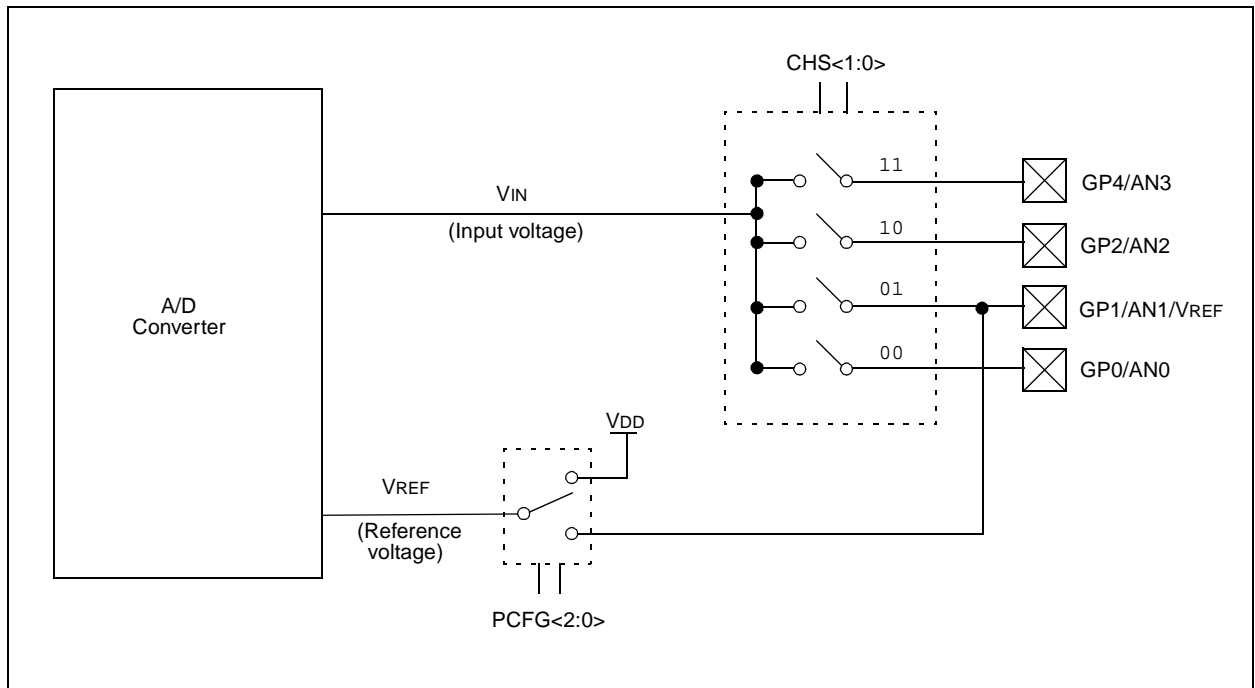 CHS<1:0>
11
GP4/AN3
VIN
(Input voltage)
10
GP2/AN2
A/D
Converter
01
GP1/AN1/VREF
00
GP0/AN0
VDD
VREF
(Reference
voltage)
PCFG<2:0>